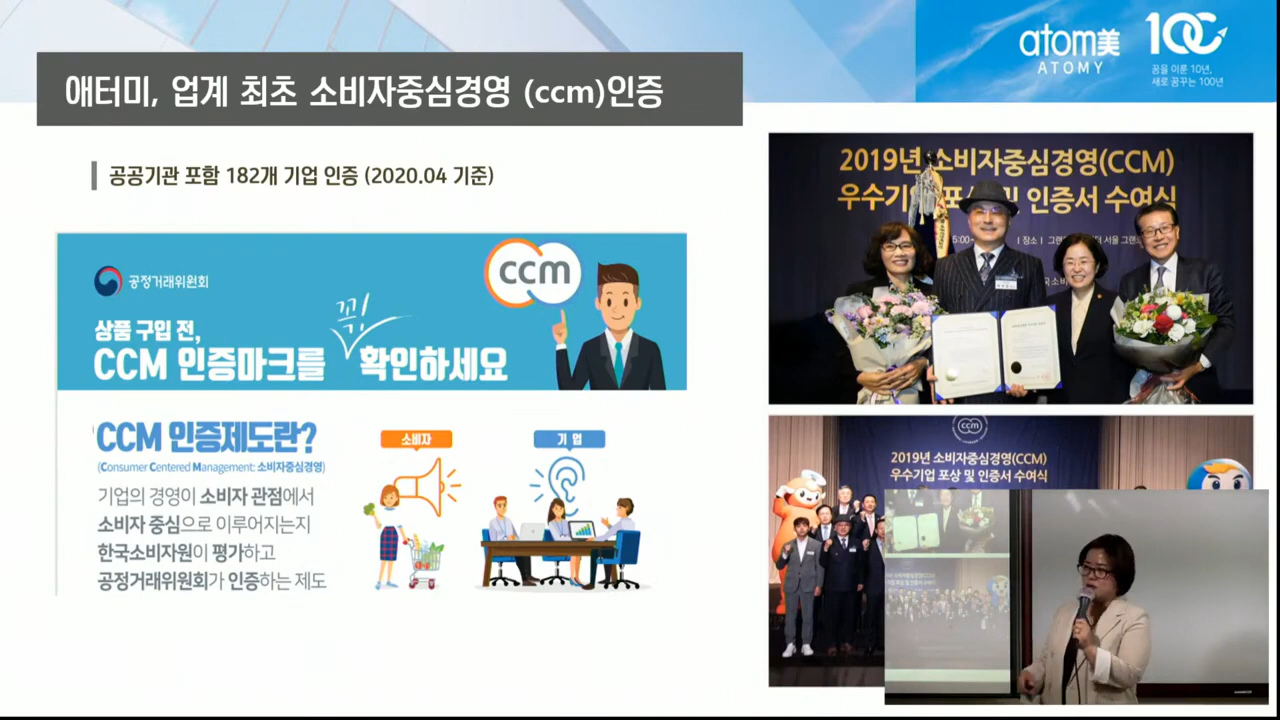 atom美
ATOMY
100
꿈을 이룬 10년,
새로 꿈꾸는 100년
애터미, 업계 최초 소비자중심경영 (ccm)인증
공공기관 포함 182개 기업 인증 (2020.04 기준)
공정거래위원회
ccm
상품 구입 전,
꼭!
CCM 인증마크를 확인하세요
CCM 인증제도란?
(Consumer Centered Management: 소비자중심경영)
기업의 경영이 소비자 관점에서
소비자 중심으로 이루어지는지
한국소비자원이 평가하고
공정거래위원회가 인증하는 제도
소비자
기업
2019년 소비자중심경영(CCM)
우수기업 포상 및 인증서 수여식
ccm
2019년 소비자중심경영(CCM)
우수기업 포상 및 인증서 수여식